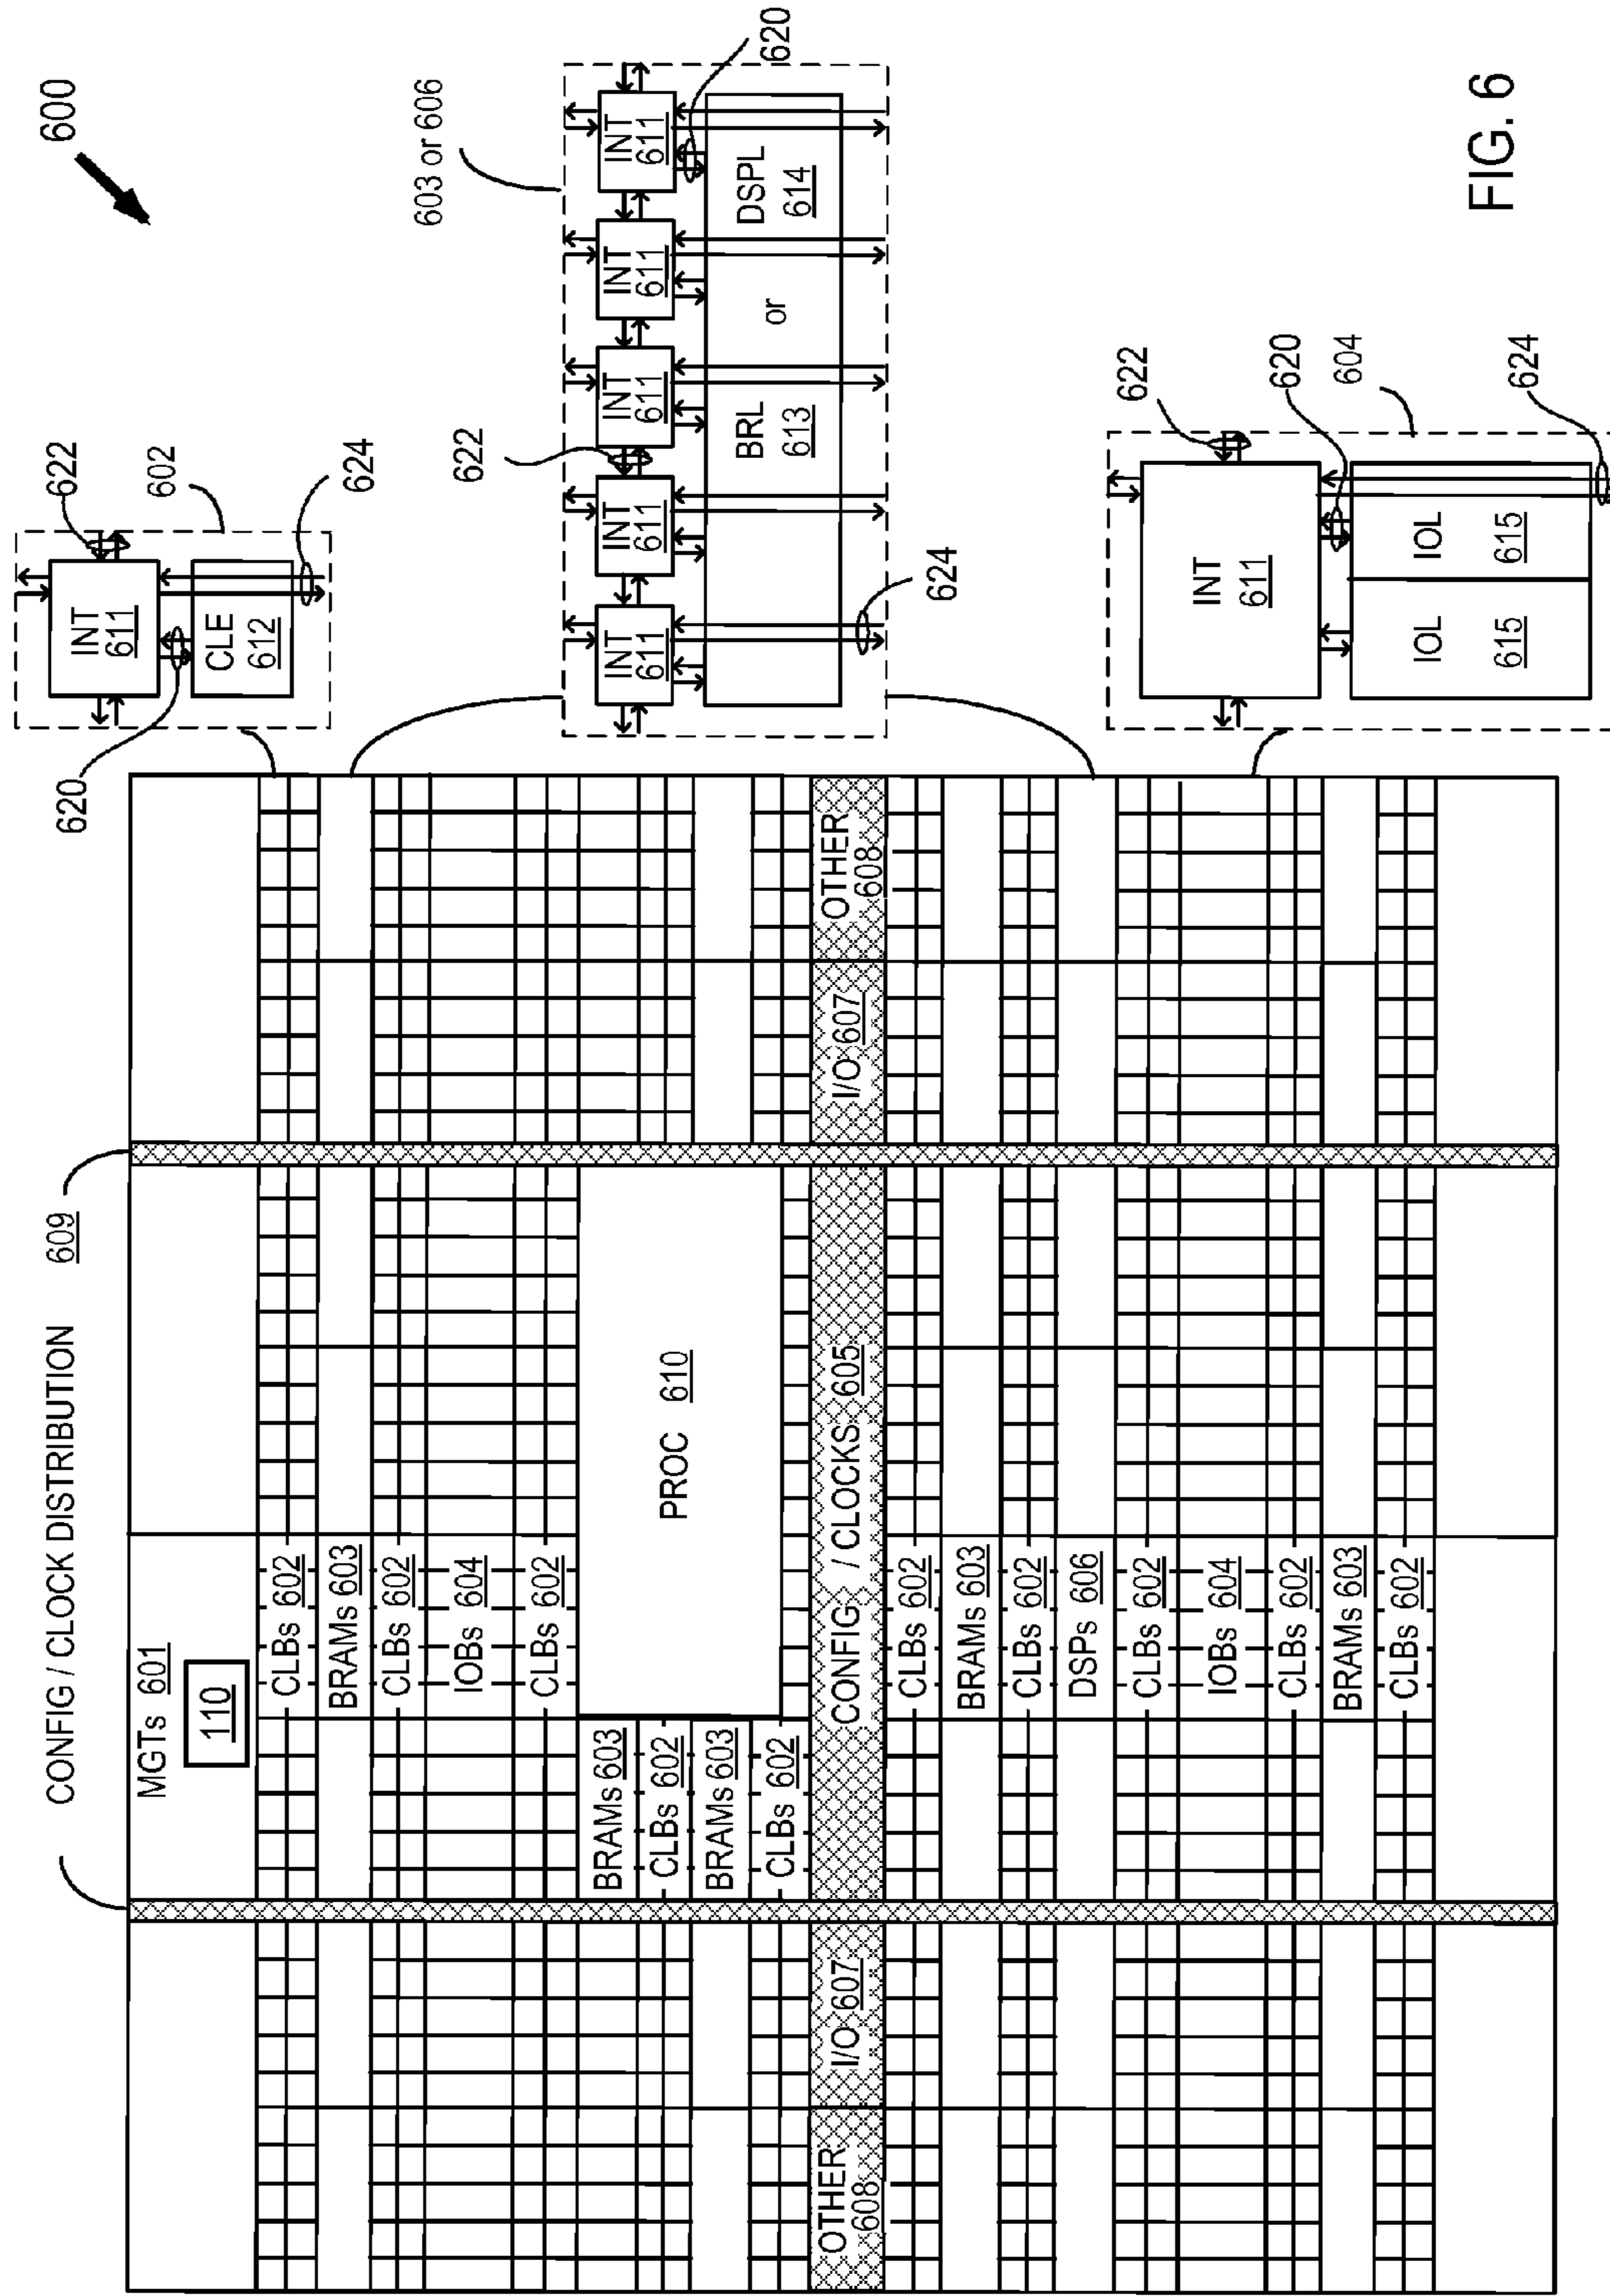 600
CONFIG / CLOCK DISTRIBUTION 609
MGTs 601
110
CLBs 602
BRAMs 603
CLBs 602
IOBs 604
CLBs 602
BRAMs 603
CLBs 602
BRAMs 603
CLBs 602
PROC 610
OTHER 608
I/O 607
CONFIG / CLOCKS 605
I/O 607
OTHER 608
CLBs 602
BRAMs 603
CLBs 602
DSPs 606
CLBs 602
IOBs 604
CLBs 602
BRAMs 603
CLBs 602
620
INT 611
CLE 612
622
602
624
603 or 606
INT 611
INT 611
INT 611
INT 611
INT 611
622
620
BRL 613
or
DSPL 614
624
INT 611
IOL 615
IOL 615
622
620
604
624
FIG. 6